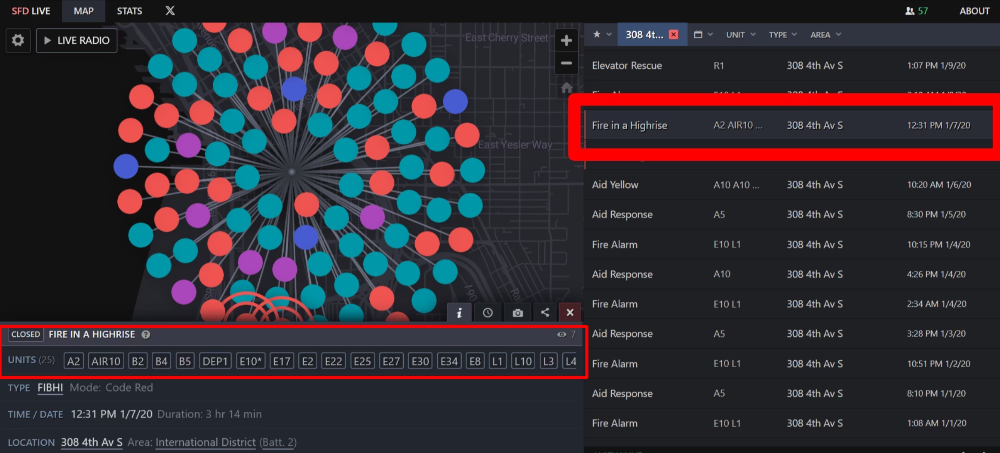 SFD LIVE MAP STATS X 57 ABOUT
LIVE RADIO
East Cherry Street
East Yesler Way
I-90
308 4t... UNIT TYPE AREA
Elevator Rescue R1 308 4th Av S 1:07 PM 1/9/20
Fire in a Highrise A2 AIR10 ... 308 4th Av S 12:31 PM 1/7/20
Aid Yellow A10 A10 ... 308 4th Av S 10:20 AM 1/6/20
Aid Response A5 308 4th Av S 8:30 PM 1/5/20
Fire Alarm E10 L1 308 4th Av S 10:15 PM 1/4/20
Aid Response A10 308 4th Av S 4:26 PM 1/4/20
Fire Alarm E10 L1 308 4th Av S 2:34 AM 1/4/20
Aid Response A5 308 4th Av S 3:28 PM 1/3/20
Fire Alarm E10 L1 308 4th Av S 10:51 PM 1/2/20
Aid Response A5 308 4th Av S 8:10 PM 1/1/20
Fire Alarm E10 L1 308 4th Av S 1:08 AM 1/1/20
CLOSED FIRE IN A HIGHRISE ? 7
UNITS (25) A2 AIR10 B2 B4 B5 DEP1 E10* E17 E2 E22 E25 E27 E30 E34 E8 L1 L10 L3 L4
TYPE FIBHI Mode: Code Red
TIME / DATE 12:31 PM 1/7/20 Duration: 3 hr 14 min
LOCATION 308 4th Av S Area: International District (Batt. 2)